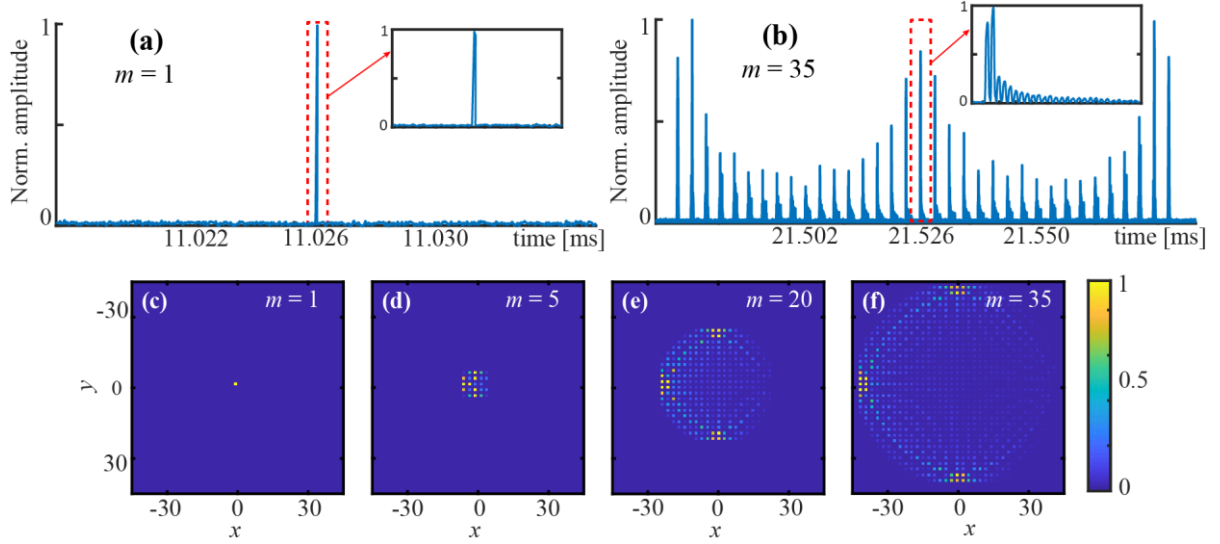 1
(a)
m = 1
Norm. amplitude
0
1
0
11.022 11.026 11.030 time [ms]
1
(b)
m = 35
Norm. amplitude
0
1
0
21.502 21.526 21.550 time [ms]
(c) m = 1
(d) m = 5
(e) m = 20
(f) m = 35
-30
0
30
y
-30 0 30
x
-30 0 30
x
-30 0 30
x
-30 0 30
x
1
0.5
0